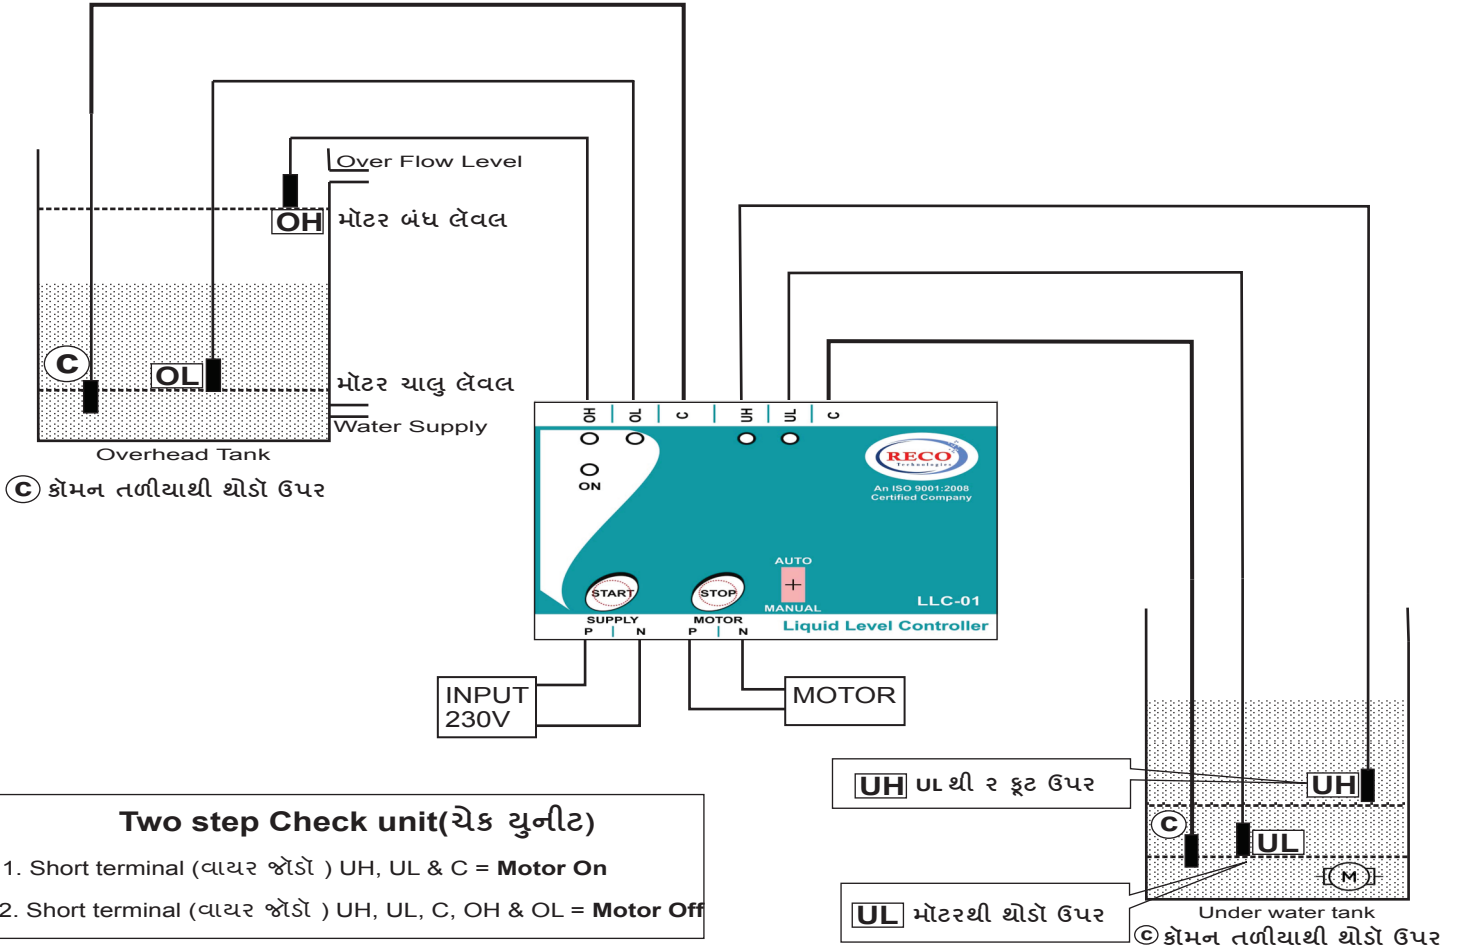 Over Flow Level
OH મૉટર બંધ લૅવલ
C
OL
મૉટર ચાલુ લૅવલ
Water Supply
Overhead Tank
C કૉમન તળીયાથી થોડૉ ઉપર
OH | OL | C | UH | UL | C
ON
RECO
Technologies
An ISO 9001:2008
Certified Company
AUTO
START
STOP
MANUAL
LLC-01
SUPPLY
MOTOR
P | N
P | N
Liquid Level Controller
INPUT
230V
MOTOR
UH UL થી ૨ ફૂટ ઉપર
UH
C
UL
M
UL મૉટરથી થોડૉ ઉપર
Under water tank
C કૉમન તળીયાથી થોડૉ ઉપર
Two step Check unit(ચેક યુનીટ)
1. Short terminal (વાયર જૉડૉ ) UH, UL & C = Motor On
2. Short terminal (વાયર જૉડૉ ) UH, UL, C, OH & OL = Motor Off